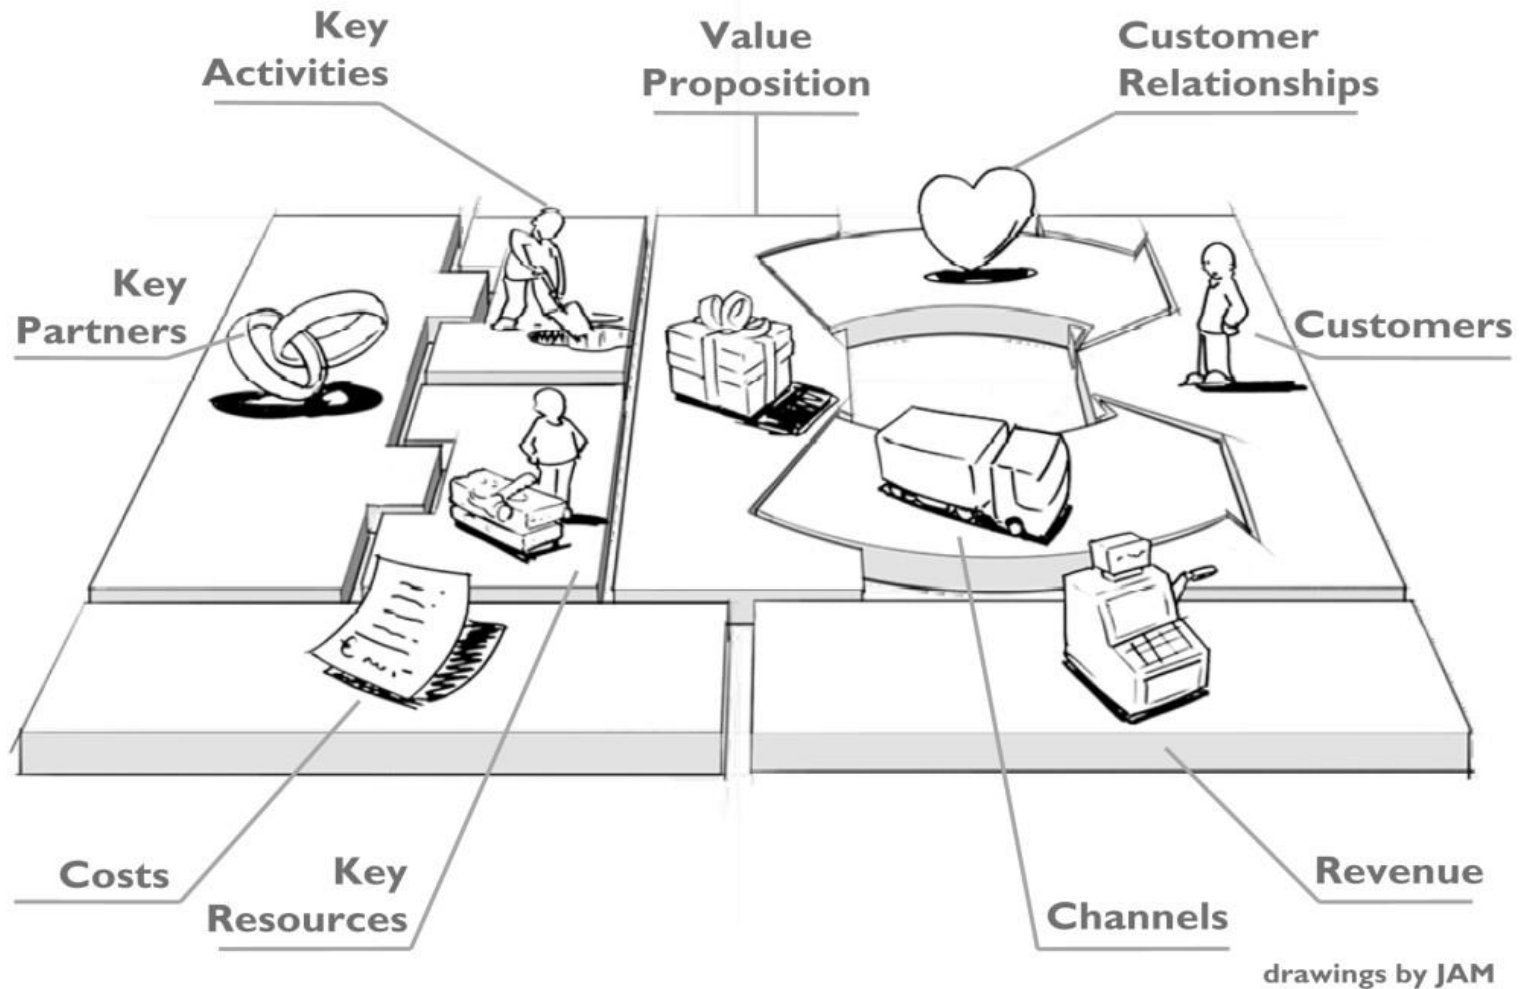 Key
Activities
Value
Proposition
Customer
Relationships
Key
Partners
Customers
Costs
Key
Resources
Channels
Revenue
drawings by JAM